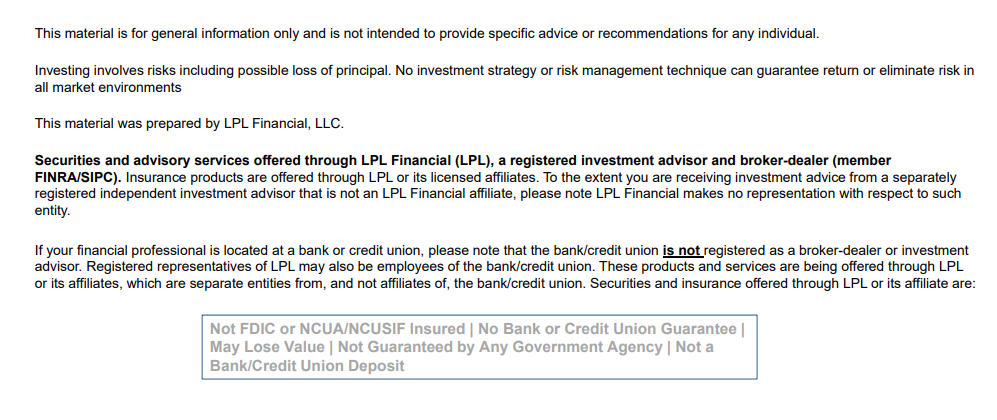 This material is for general information only and is not intended to provide specific advice or recommendations for any individual.
Investing involves risks including possible loss of principal. No investment strategy or risk management technique can guarantee return or eliminate risk in
all market environments
This material was prepared by LPL Financial, LLC.
Securities and advisory services offered through LPL Financial (LPL), a registered investment advisor and broker-dealer (member
FINRA/SIPC). Insurance products are offered through LPL or its licensed affiliates. To the extent you are receiving investment advice from a separately
registered independent investment advisor that is not an LPL Financial affiliate, please note LPL Financial makes no representation with respect to such
entity.
If your financial professional is located at a bank or credit union, please note that the bank/credit union is not registered as a broker-dealer or investment
advisor. Registered representatives of LPL may also be employees of the bank/credit union. These products and services are being offered through LPL
or its affiliates, which are separate entities from, and not affiliates of, the bank/credit union. Securities and insurance offered through LPL or its affiliate are:
Not FDIC or NCUA/NCUSIF Insured | No Bank or Credit Union Guarantee |
May Lose Value | Not Guaranteed by Any Government Agency | Not a
Bank/Credit Union Deposit